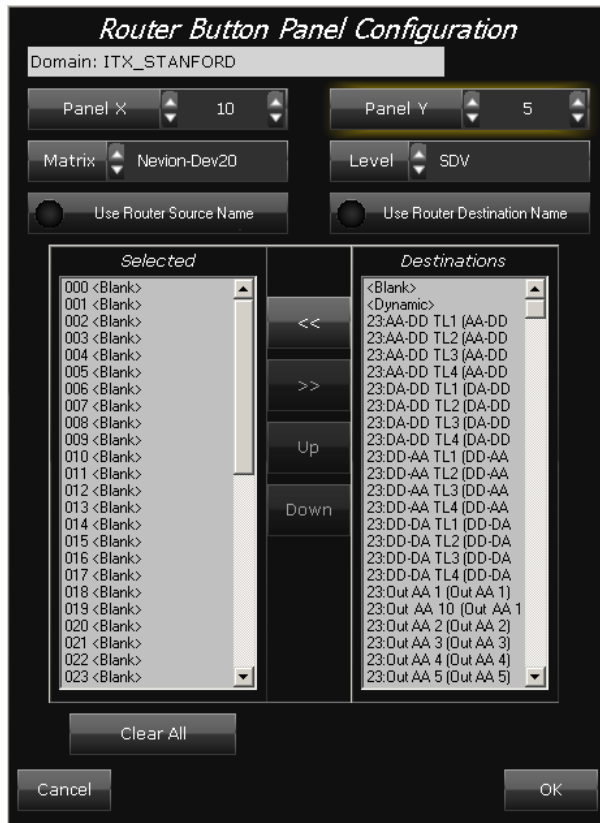 Router Button Panel Configuration
Domain: ITX_STANFORD
Panel X 10 Panel Y 5
Matrix Nevion-Dev20 Level SDV
Use Router Source Name Use Router Destination Name
Selected Destinations
000 <Blank> <Blank>
001 <Blank> <Dynamic>
002 <Blank> 23:AA-DD TL1 (AA-DD
003 <Blank> 23:AA-DD TL2 (AA-DD
004 <Blank> 23:AA-DD TL3 (AA-DD
005 <Blank> 23:AA-DD TL4 (AA-DD
006 <Blank> 23:DA-DD TL1 (DA-DD
007 <Blank> 23:DA-DD TL2 (DA-DD
008 <Blank> 23:DA-DD TL3 (DA-DD
009 <Blank> 23:DA-DD TL4 (DA-DD
010 <Blank> 23:DD-AA TL1 (DD-AA
011 <Blank> 23:DD-AA TL2 (DD-AA
012 <Blank> 23:DD-AA TL3 (DD-AA
013 <Blank> 23:DD-AA TL4 (DD-AA
014 <Blank> 23:DD-DA TL1 (DD-DA
015 <Blank> 23:DD-DA TL2 (DD-DA
016 <Blank> 23:DD-DA TL3 (DD-DA
017 <Blank> 23:DD-DA TL4 (DD-DA
018 <Blank> 23:Out AA 1 (Out AA 1)
019 <Blank> 23:Out AA 10 (Out AA 1
020 <Blank> 23:Out AA 2 (Out AA 2)
021 <Blank> 23:Out AA 3 (Out AA 3)
022 <Blank> 23:Out AA 4 (Out AA 4)
023 <Blank> 23:Out AA 5 (Out AA 5)
<<
>>
Up
Down
Clear All
Cancel OK